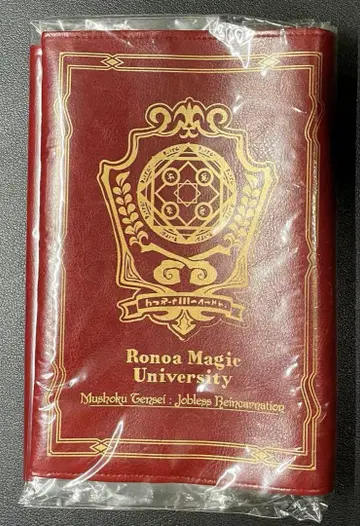 Ronoa Magic
University
Mushoku Tensei : Jobless Reincarnation